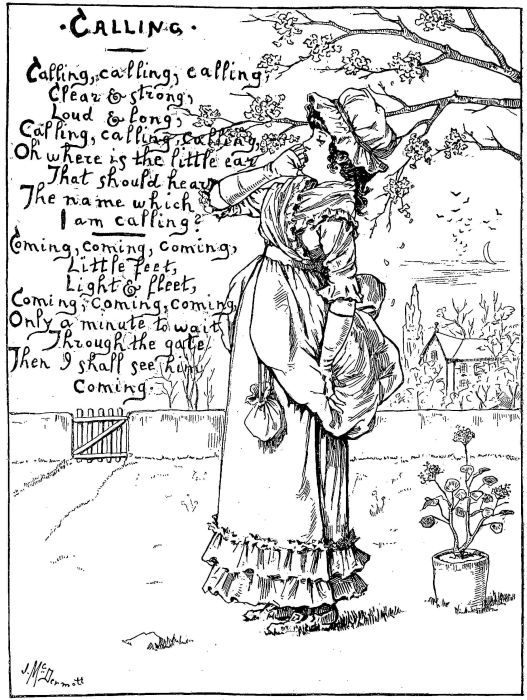 ·CALLING·
Calling, calling, calling,
Clear & strong,
Loud & long,
Calling, calling, calling,
Oh where is the little ear
That should hear
The name which
I am calling?
Coming, coming, coming,
Little feet,
Light & fleet,
Coming, coming, coming,
Only a minute to wait
Through the gate
Then I shall see him
Coming.
J. McDermott